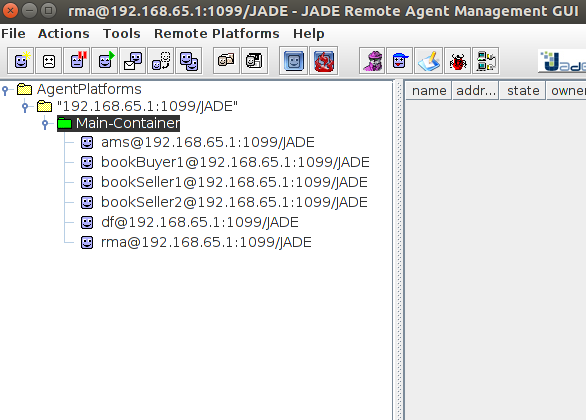 rma@192.168.65.1:1099/JADE - JADE Remote Agent Management GUI
File Actions Tools Remote Platforms Help
Jade
AgentPlatforms
name addr... state owne
"192.168.65.1:1099/JADE"
Main-Container
ams@192.168.65.1:1099/JADE
bookBuyer1@192.168.65.1:1099/JADE
bookSeller1@192.168.65.1:1099/JADE
bookSeller2@192.168.65.1:1099/JADE
df@192.168.65.1:1099/JADE
rma@192.168.65.1:1099/JADE